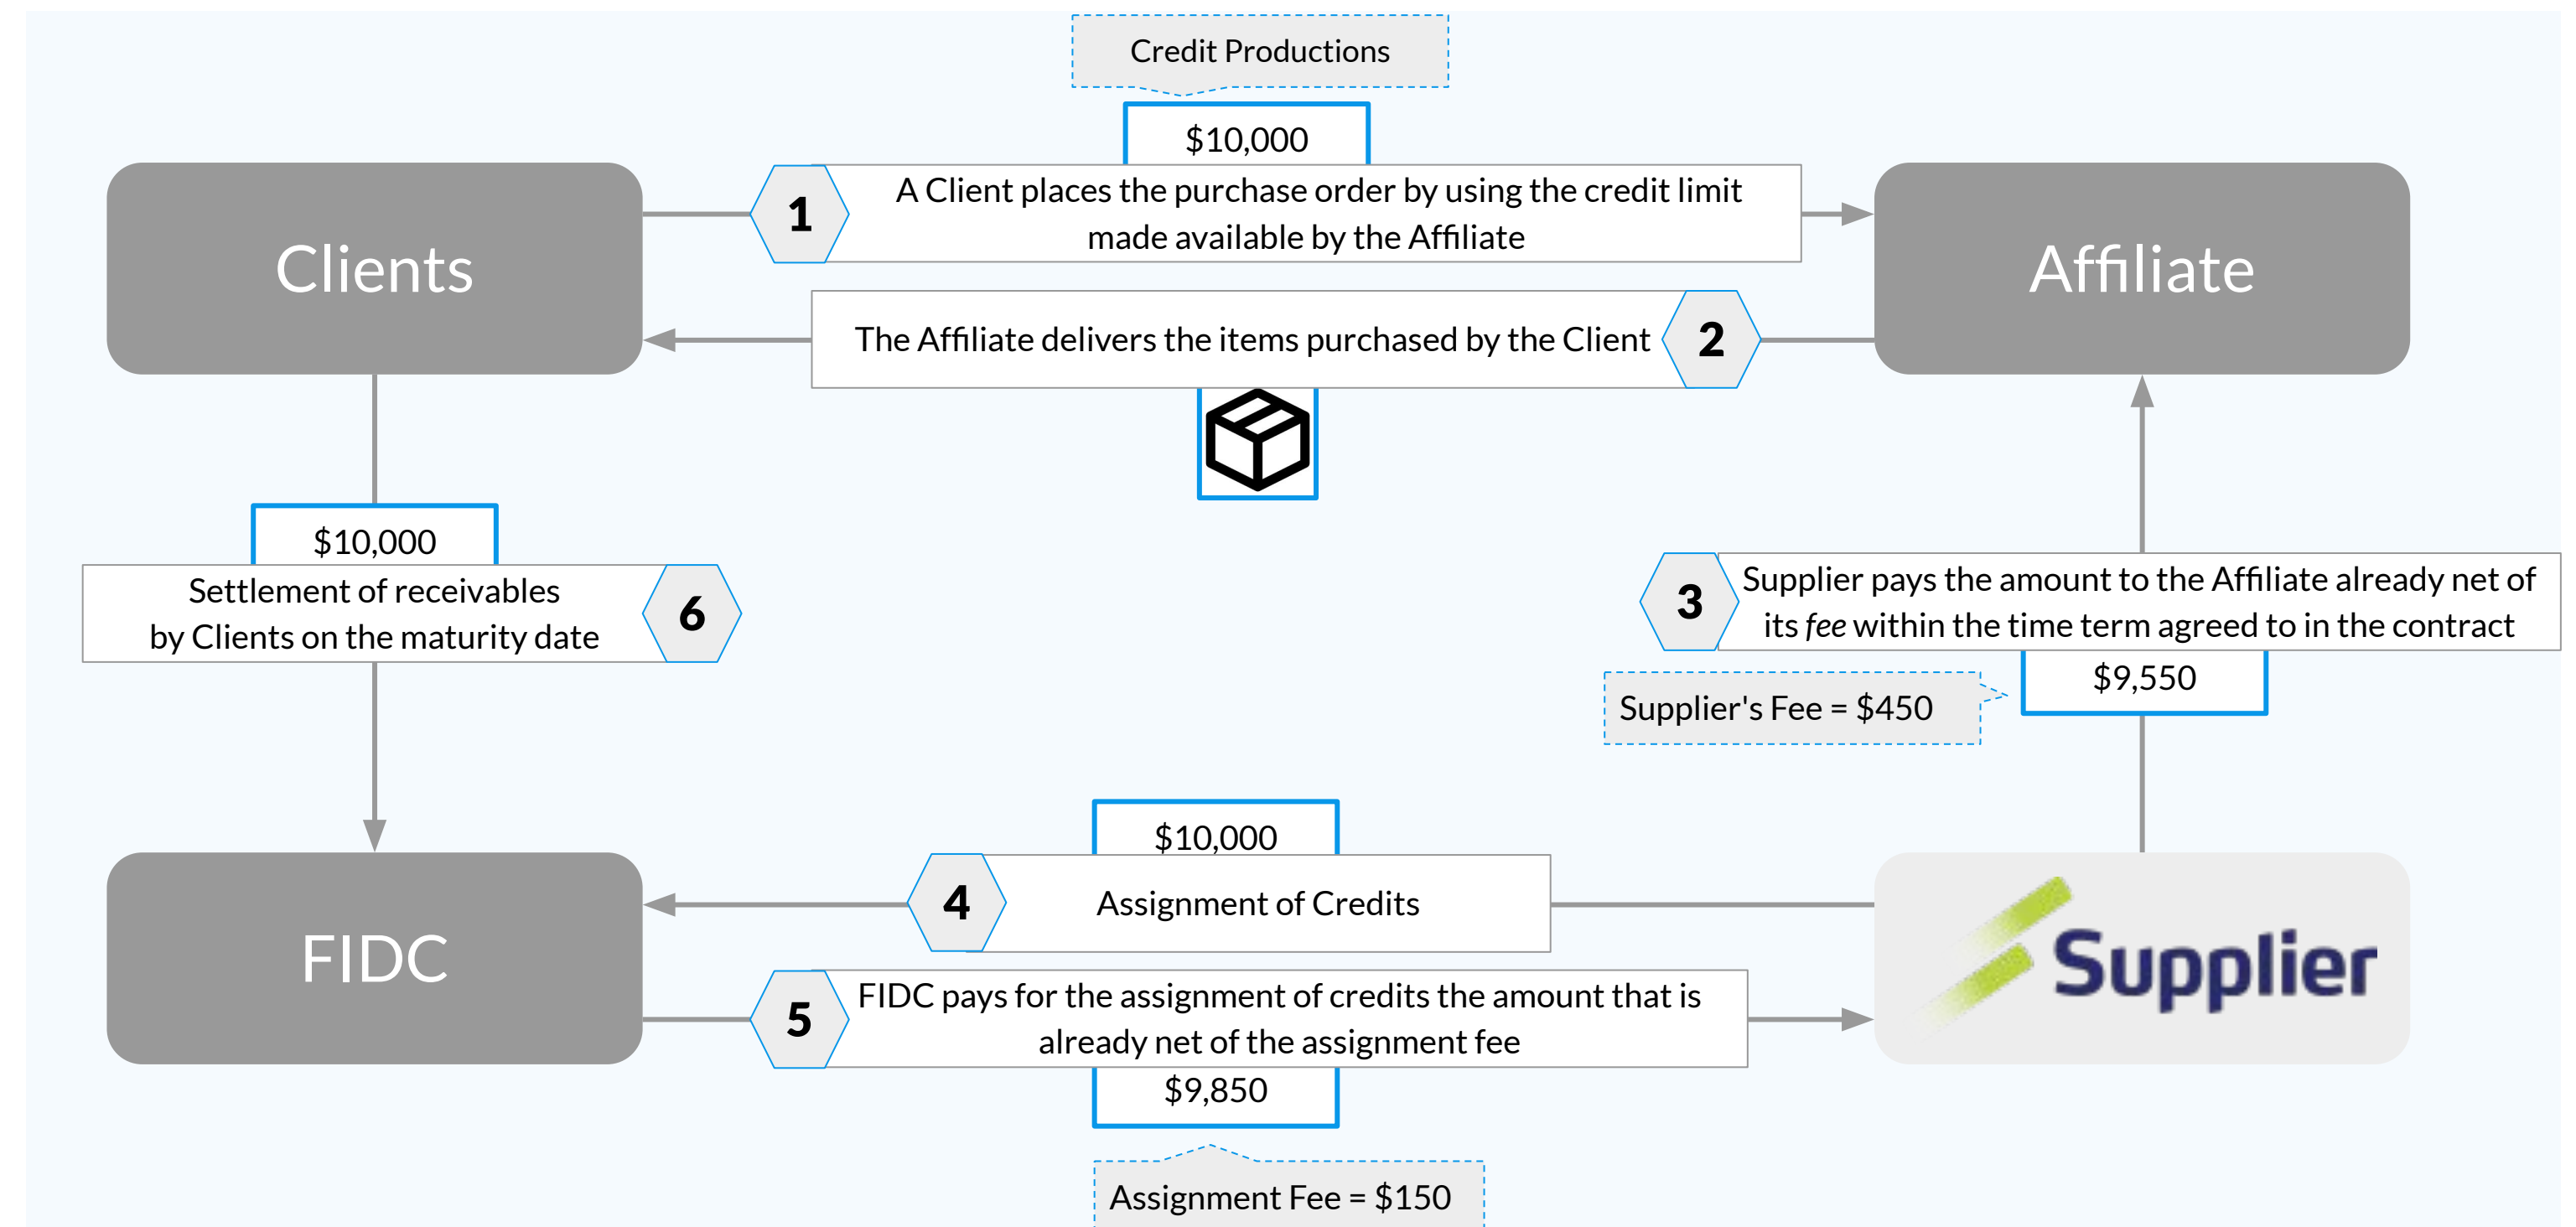 Credit Productions
$10,000
1
A Client places the purchase order by using the credit limit
made available by the Affiliate
Clients
Affiliate
The Affiliate delivers the items purchased by the Client
2
$10,000
Settlement of receivables
by Clients on the maturity date
6
3
Supplier pays the amount to the Affiliate already net of
its fee within the time term agreed to in the contract
$9,550
Supplier's Fee = $450
$10,000
4
Assignment of Credits
FIDC
Supplier
5
FIDC pays for the assignment of credits the amount that is
already net of the assignment fee
$9,850
Assignment Fee = $150